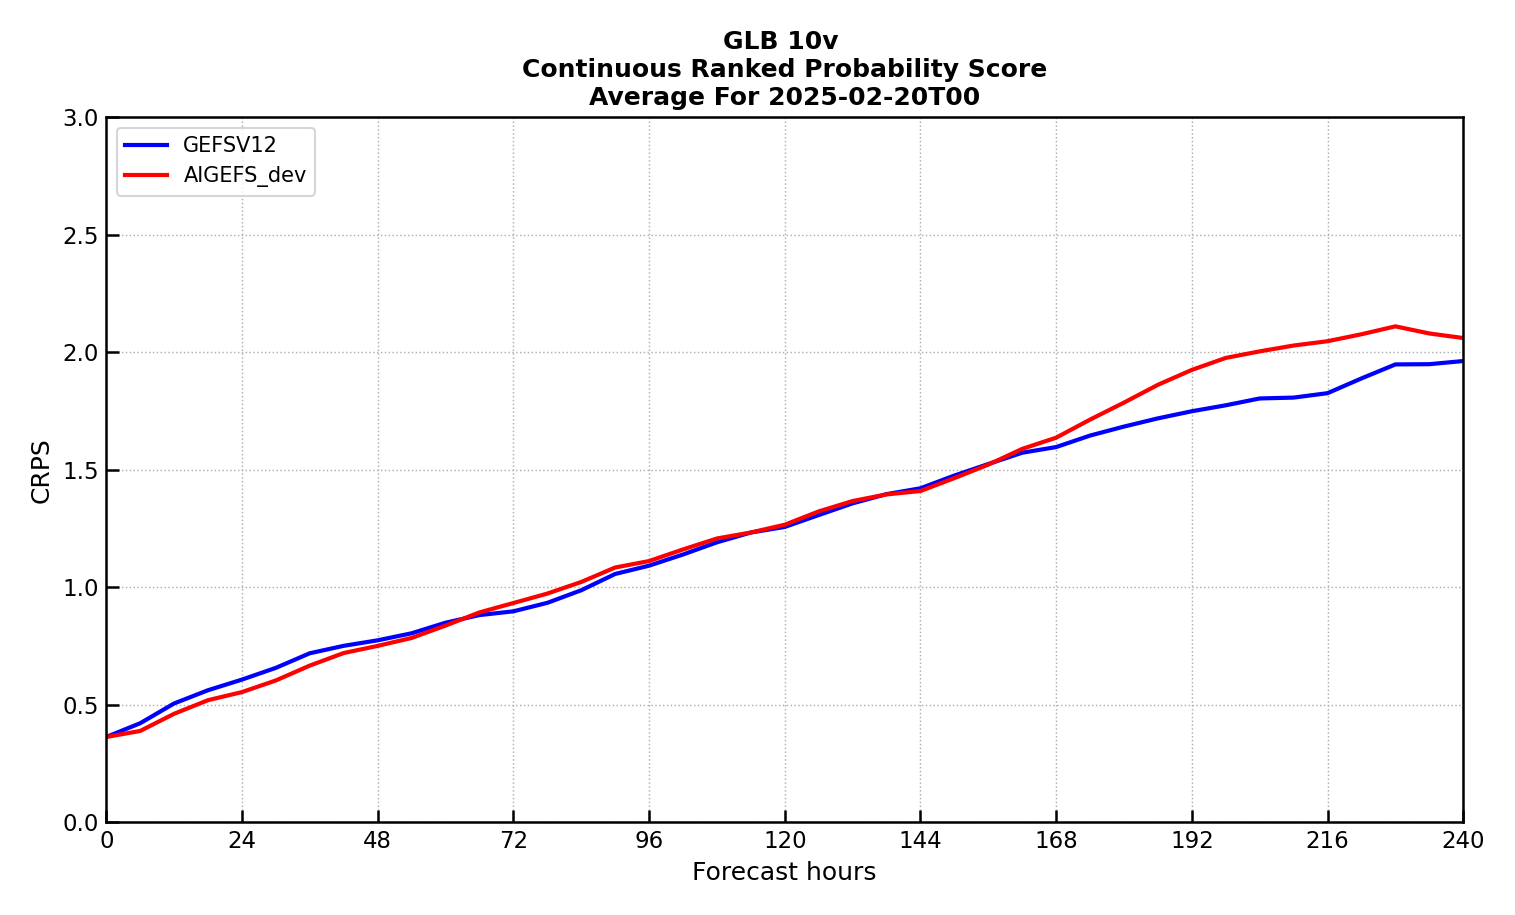 GLB 10v
Continuous Ranked Probability Score
Average For 2025-02-20T00
3.0
GEFSV12
AIGEFS_dev
2.5
2.0
CRPS
1.5
1.0
0.5
0.0
0 24 48 72 96 120 144 168 192 216 240
Forecast hours